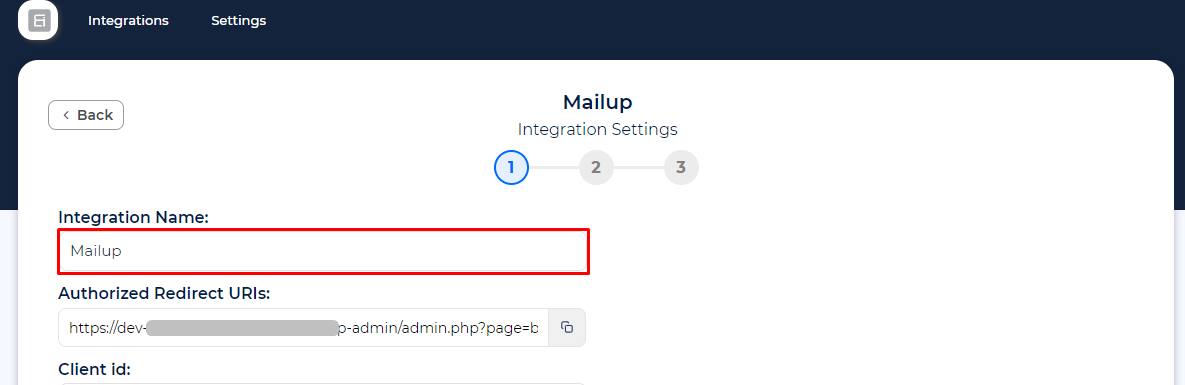 Integrations Settings
Back
Mailup
Integration Settings
1 2 3
Integration Name:
Mailup
Authorized Redirect URIs:
https://dev- p-admin/admin.php?page=b
Client id: